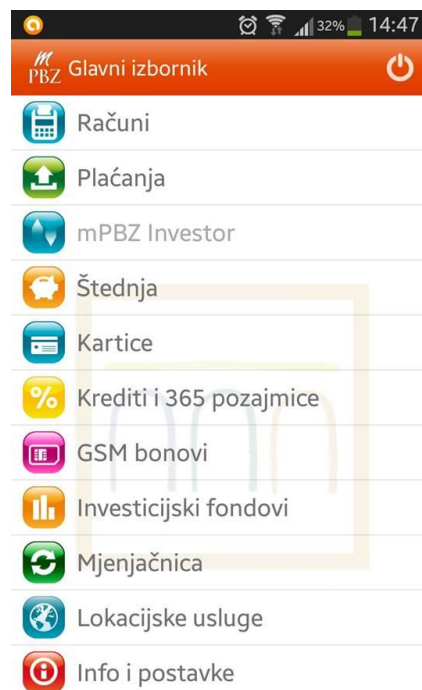 32% 14:47
m
PBZ Glavni izbornik
Računi
Plaćanja
mPBZ Investor
Štednja
Kartice
% Krediti i 365 pozajmice
GSM bonovi
Investicijski fondovi
Mjenjačnica
Lokacijske usluge
Info i postavke